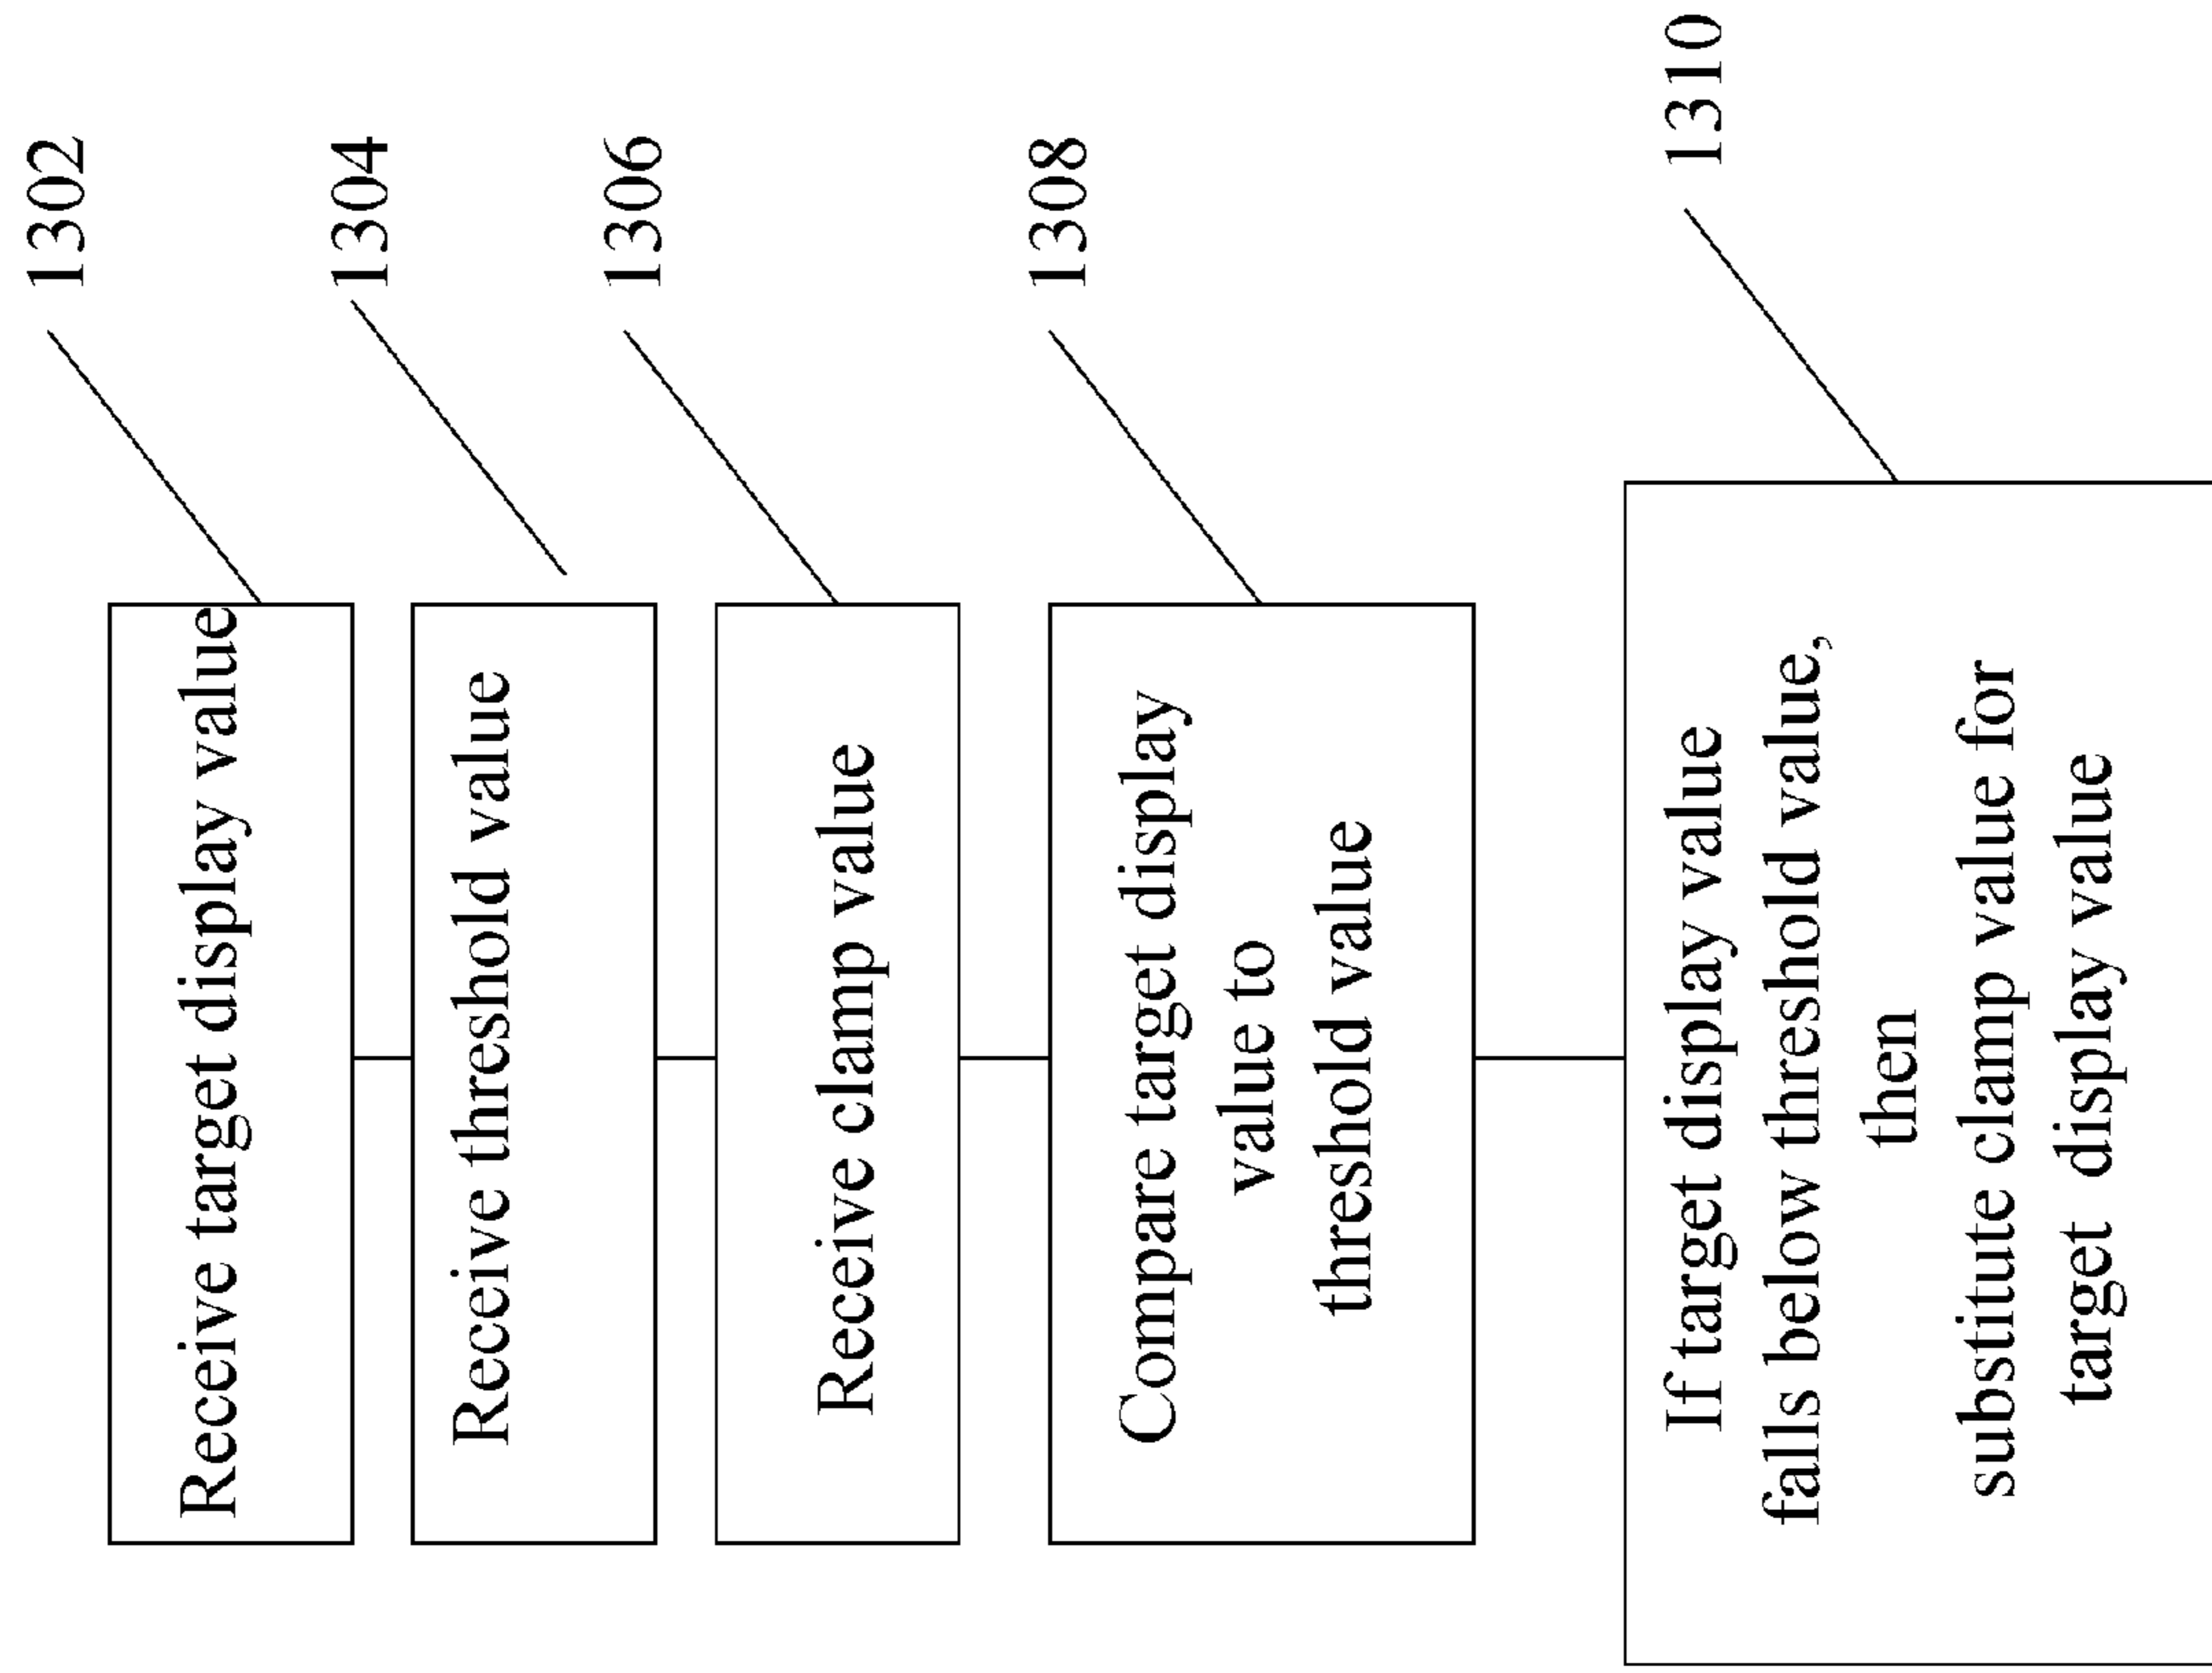 1302
Receive target display value
1304
Receive threshold value
1306
Receive clamp value
1308
Compare target display
value to
threshold value
1310
If target display value
falls below threshold value,
then
substitute clamp value for
target display value